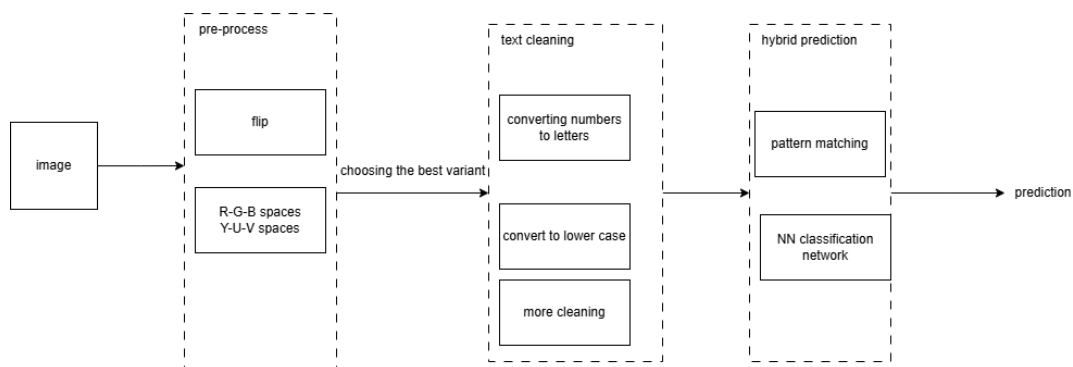 pre-process
text cleaning
hybrid prediction
image
flip
R-G-B spaces
Y-U-V spaces
choosing the best variant
converting numbers
to letters
convert to lower case
more cleaning
pattern matching
NN classification
network
prediction